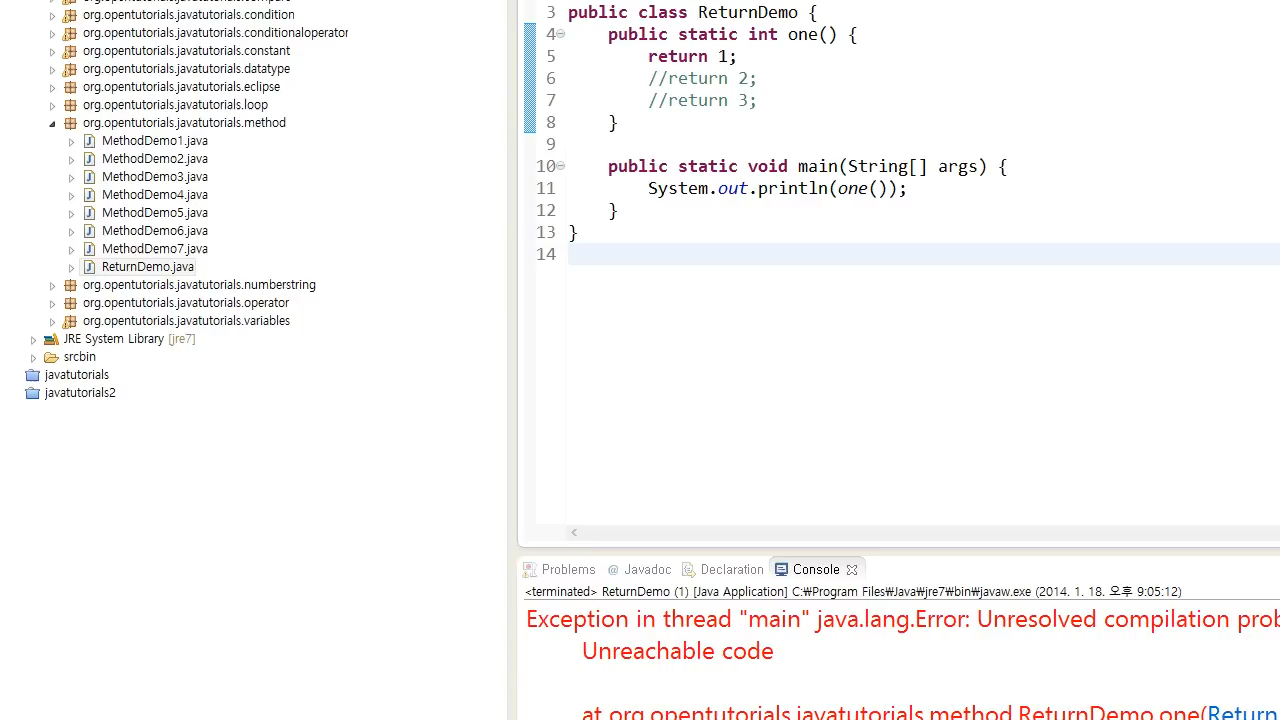 org.opentutorials.javatutorials.condition
org.opentutorials.javatutorials.conditionaloperator
org.opentutorials.javatutorials.constant
org.opentutorials.javatutorials.datatype
org.opentutorials.javatutorials.eclipse
org.opentutorials.javatutorials.loop
org.opentutorials.javatutorials.method
MethodDemo1.java
MethodDemo2.java
MethodDemo3.java
MethodDemo4.java
MethodDemo5.java
MethodDemo6.java
MethodDemo7.java
ReturnDemo.java
org.opentutorials.javatutorials.numberstring
org.opentutorials.javatutorials.operator
org.opentutorials.javatutorials.variables
JRE System Library [jre7]
srcbin
javatutorials
javatutorials2
3 public class ReturnDemo {
4 public static int one() {
5 return 1;
6 //return 2;
7 //return 3;
8 }
9
10 public static void main(String[] args) {
11 System.out.println(one());
12 }
13 }
14
Problems @ Javadoc Declaration Console
<terminated> ReturnDemo (1) [Java Application] C:₩Program Files₩Java₩jre7₩bin₩javaw.exe (2014. 1. 18. 오후 9:05:12)
Exception in thread "main" java.lang.Error: Unresolved compilation prob
Unreachable code
at org.opentutorials.javatutorials.method.ReturnDemo.one(Return